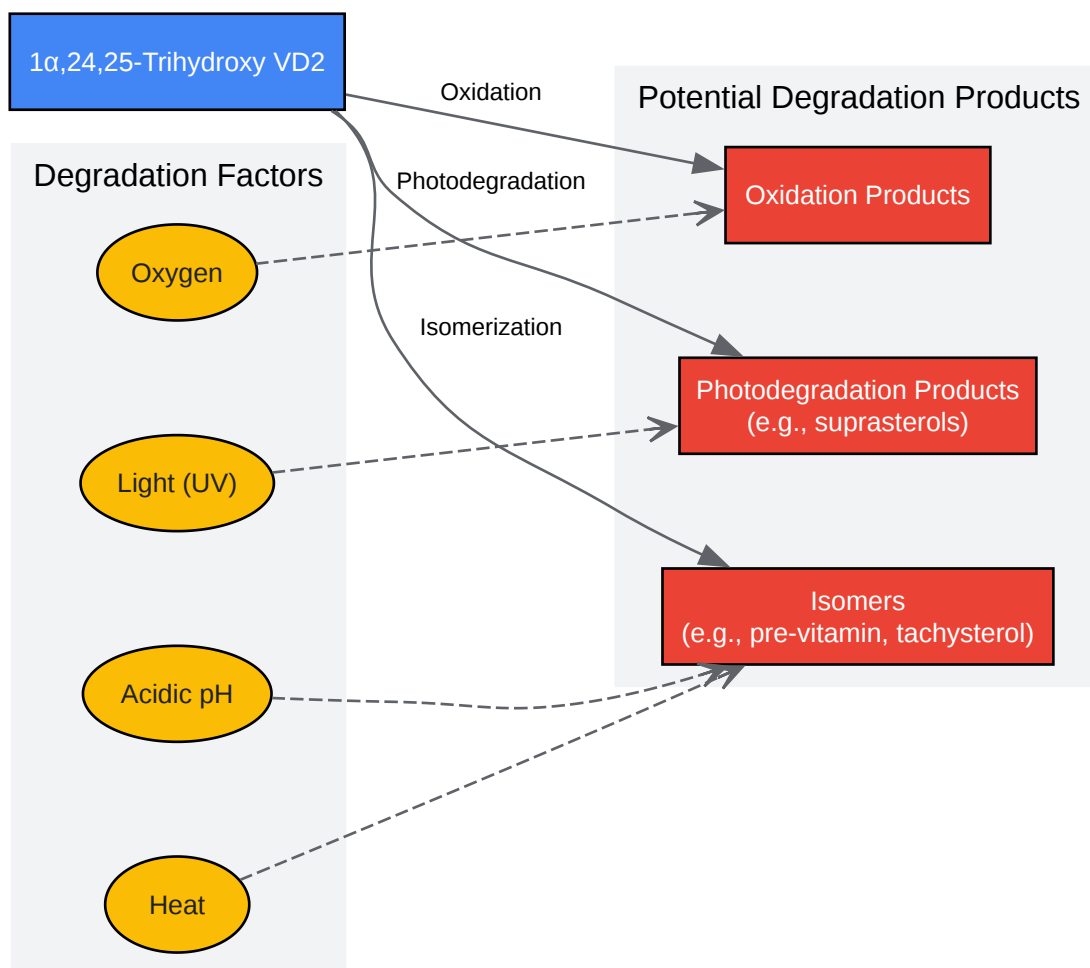 1α,24,25-Trihydroxy VD2
Degradation Factors
Oxygen
Light (UV)
Acidic pH
Heat
Oxidation
Photodegradation
Isomerization
Potential Degradation Products
Oxidation Products
Photodegradation Products
(e.g., suprasterols)
Isomers
(e.g., pre-vitamin, tachysterol)